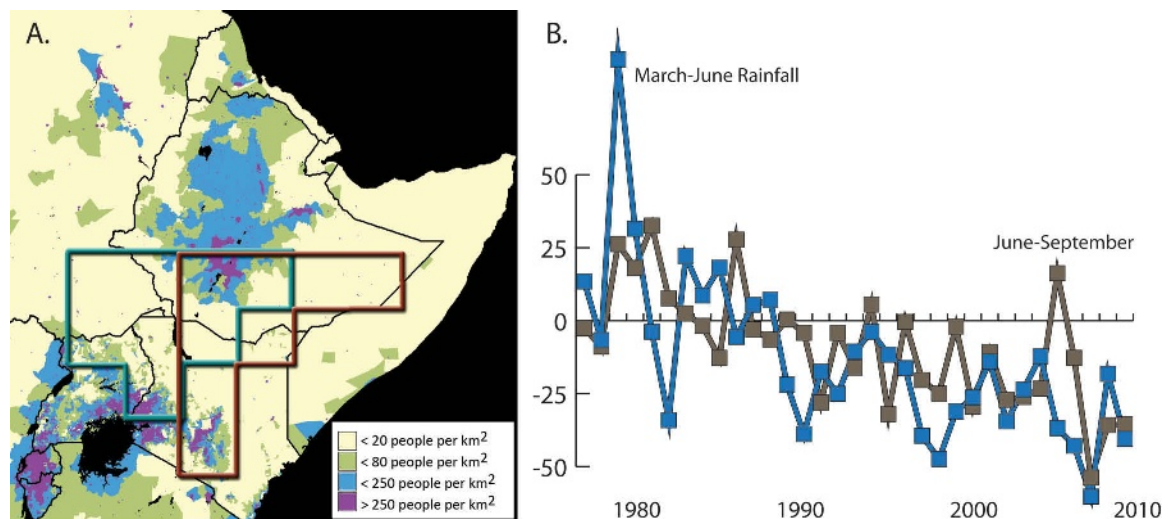 A.
< 20 people per km2
< 80 people per km2
< 250 people per km2
> 250 people per km2
B.
March-June Rainfall
June-September
50
25
0
-25
-50
1980
1990
2000
2010